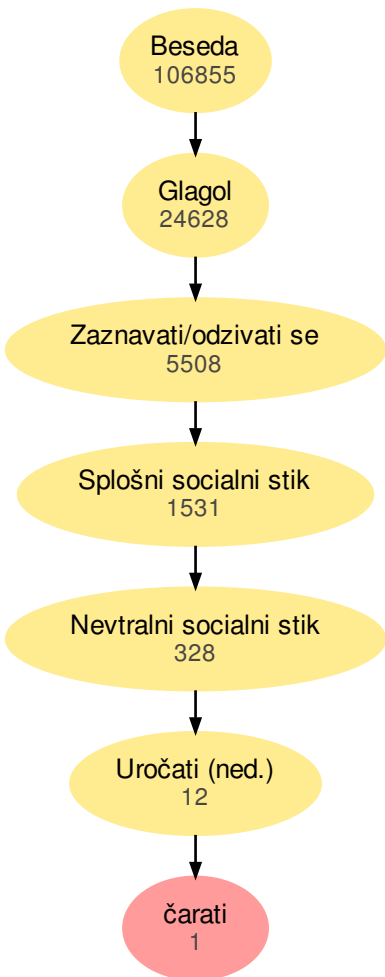 Beseda
106855
Glagol
24628
Zaznavati/odzivati se
5508
Splošni socialni stik
1531
Nevtralni socialni stik
328
Uročati (ned.)
12
čarati
1